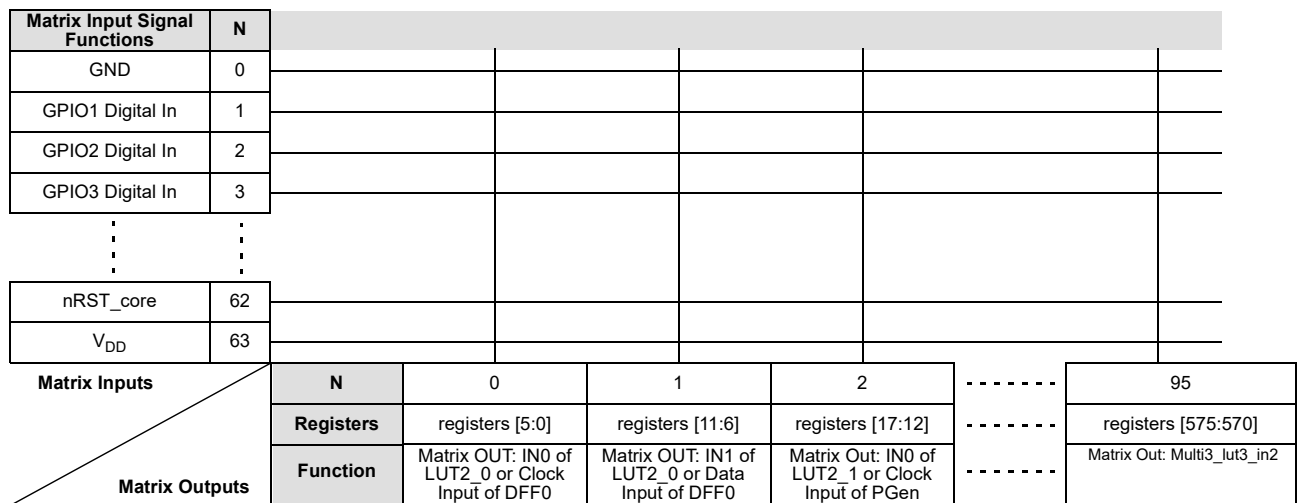 Matrix Input Signal
Functions
N
GND
0
GPIO1 Digital In
1
GPIO2 Digital In
2
GPIO3 Digital In
3
nRST_core
62
VDD
63
Matrix Inputs
Matrix Outputs
N
0
1
2
95
Registers
registers [5:0]
registers [11:6]
registers [17:12]
registers [575:570]
Function
Matrix OUT: IN0 of
LUT2_0 or Clock
Input of DFF0
Matrix OUT: IN1 of
LUT2_0 or Data
Input of DFF0
Matrix Out: IN0 of
LUT2_1 or Clock
Input of PGen
Matrix Out: Multi3_lut3_in2